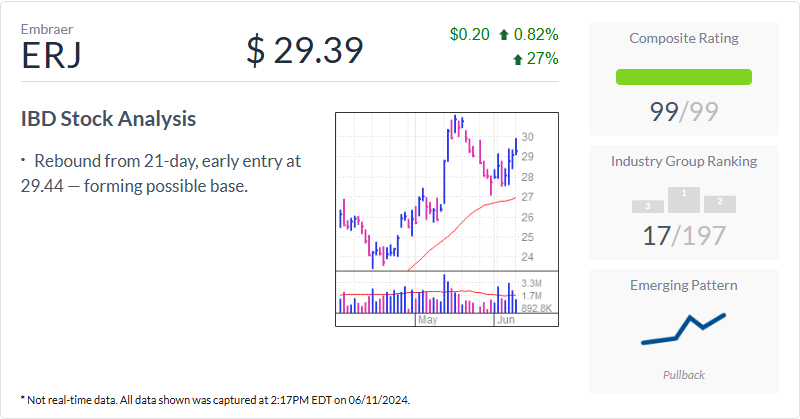 Embraer
ERJ
$ 29.39
$0.20 0.82%
27%
IBD Stock Analysis
• Rebound from 21-day, early entry at
29.44 — forming possible base.
30
29
28
27
26
25
24
3.3M
1.7M
892.8K
May
Jun
Composite Rating
99/99
Industry Group Ranking
3
1
2
17/197
Emerging Pattern
Pullback
* Not real-time data. All data shown was captured at 2:17PM EDT on 06/11/2024.